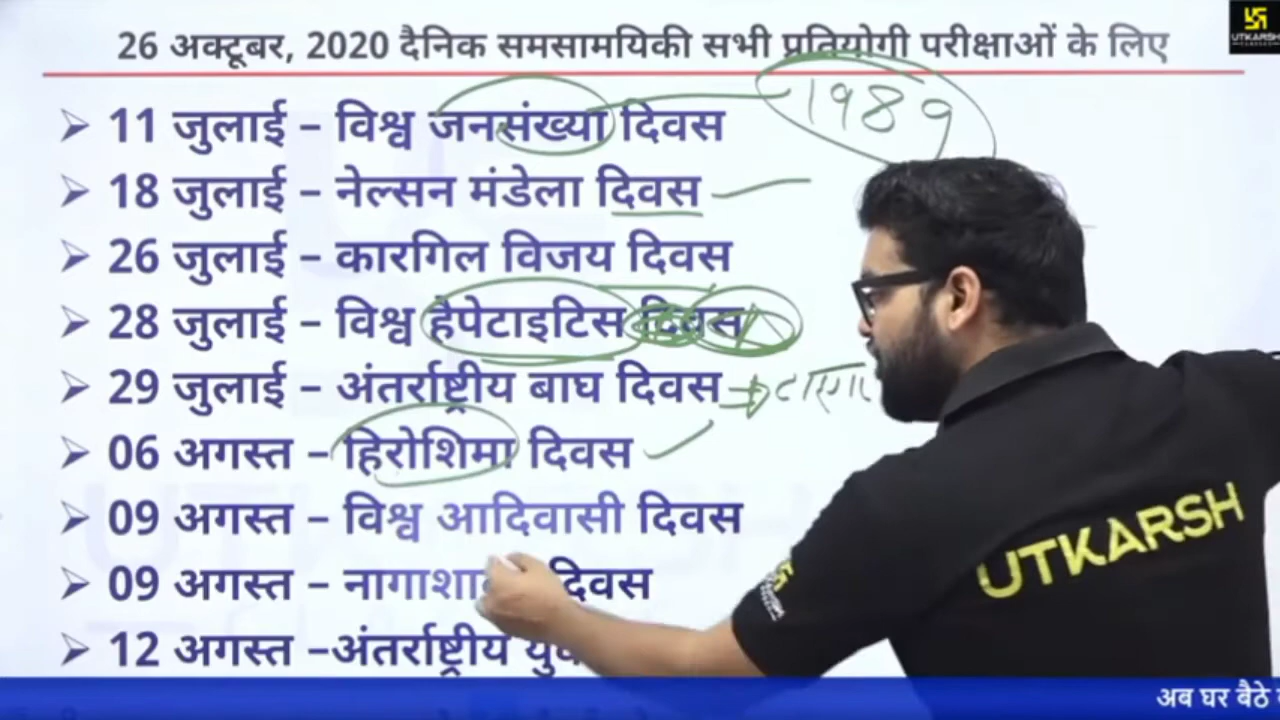 26 अक्टूबर, 2020 दैनिक समसामयिकी सभी प्रतियोगी परीक्षाओं के लिए
UTKARSH
➢ 11 जुलाई – विश्व जनसंख्या दिवस
1989
➢ 18 जुलाई – नेल्सन मंडेला दिवस
➢ 26 जुलाई – कारगिल विजय दिवस
➢ 28 जुलाई – विश्व हैपेटाइटिस दिवस
➢ 29 जुलाई – अंतर्राष्ट्रीय बाघ दिवस
➢ 06 अगस्त – हिरोशिमा दिवस
➢ 09 अगस्त – विश्व आदिवासी दिवस
➢ 09 अगस्त – दिवस
➢ 12 अगस्त –अंतर्राष्ट्रीय
UTKARSH
अब घर बैठे